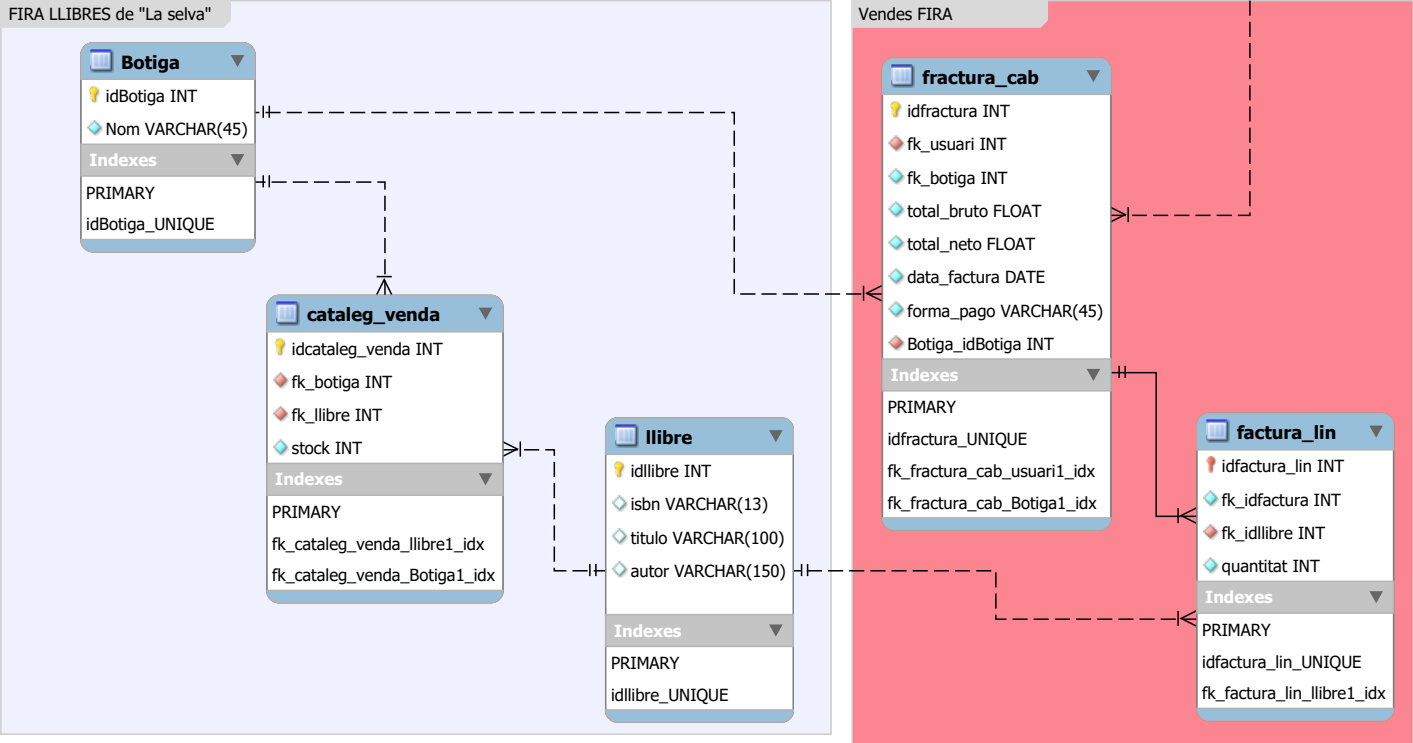 FIRA LLIBRES de "La selva"
Botiga
idBotiga INT
Nom VARCHAR(45)
Indexes
PRIMARY
idBotiga_UNIQUE
cataleg_venda
idcataleg_venda INT
fk_botiga INT
fk_llibre INT
stock INT
Indexes
PRIMARY
fk_cataleg_venda_llibre1_idx
fk_cataleg_venda_Botiga1_idx
llibre
idllibre INT
isbn VARCHAR(13)
titulo VARCHAR(100)
autor VARCHAR(150)
Indexes
PRIMARY
idllibre_UNIQUE
Vendes FIRA
fractura_cab
idfractura INT
fk_usuari INT
fk_botiga INT
total_bruto FLOAT
total_neto FLOAT
data_factura DATE
forma_pago VARCHAR(45)
Botiga_idBotiga INT
Indexes
PRIMARY
idfractura_UNIQUE
fk_fractura_cab_usuari1_idx
fk_fractura_cab_Botiga1_idx
factura_lin
idfactura_lin INT
fk_idfactura INT
fk_idllibre INT
quantitat INT
Indexes
PRIMARY
idfactura_lin_UNIQUE
fk_factura_lin_llibre1_idx